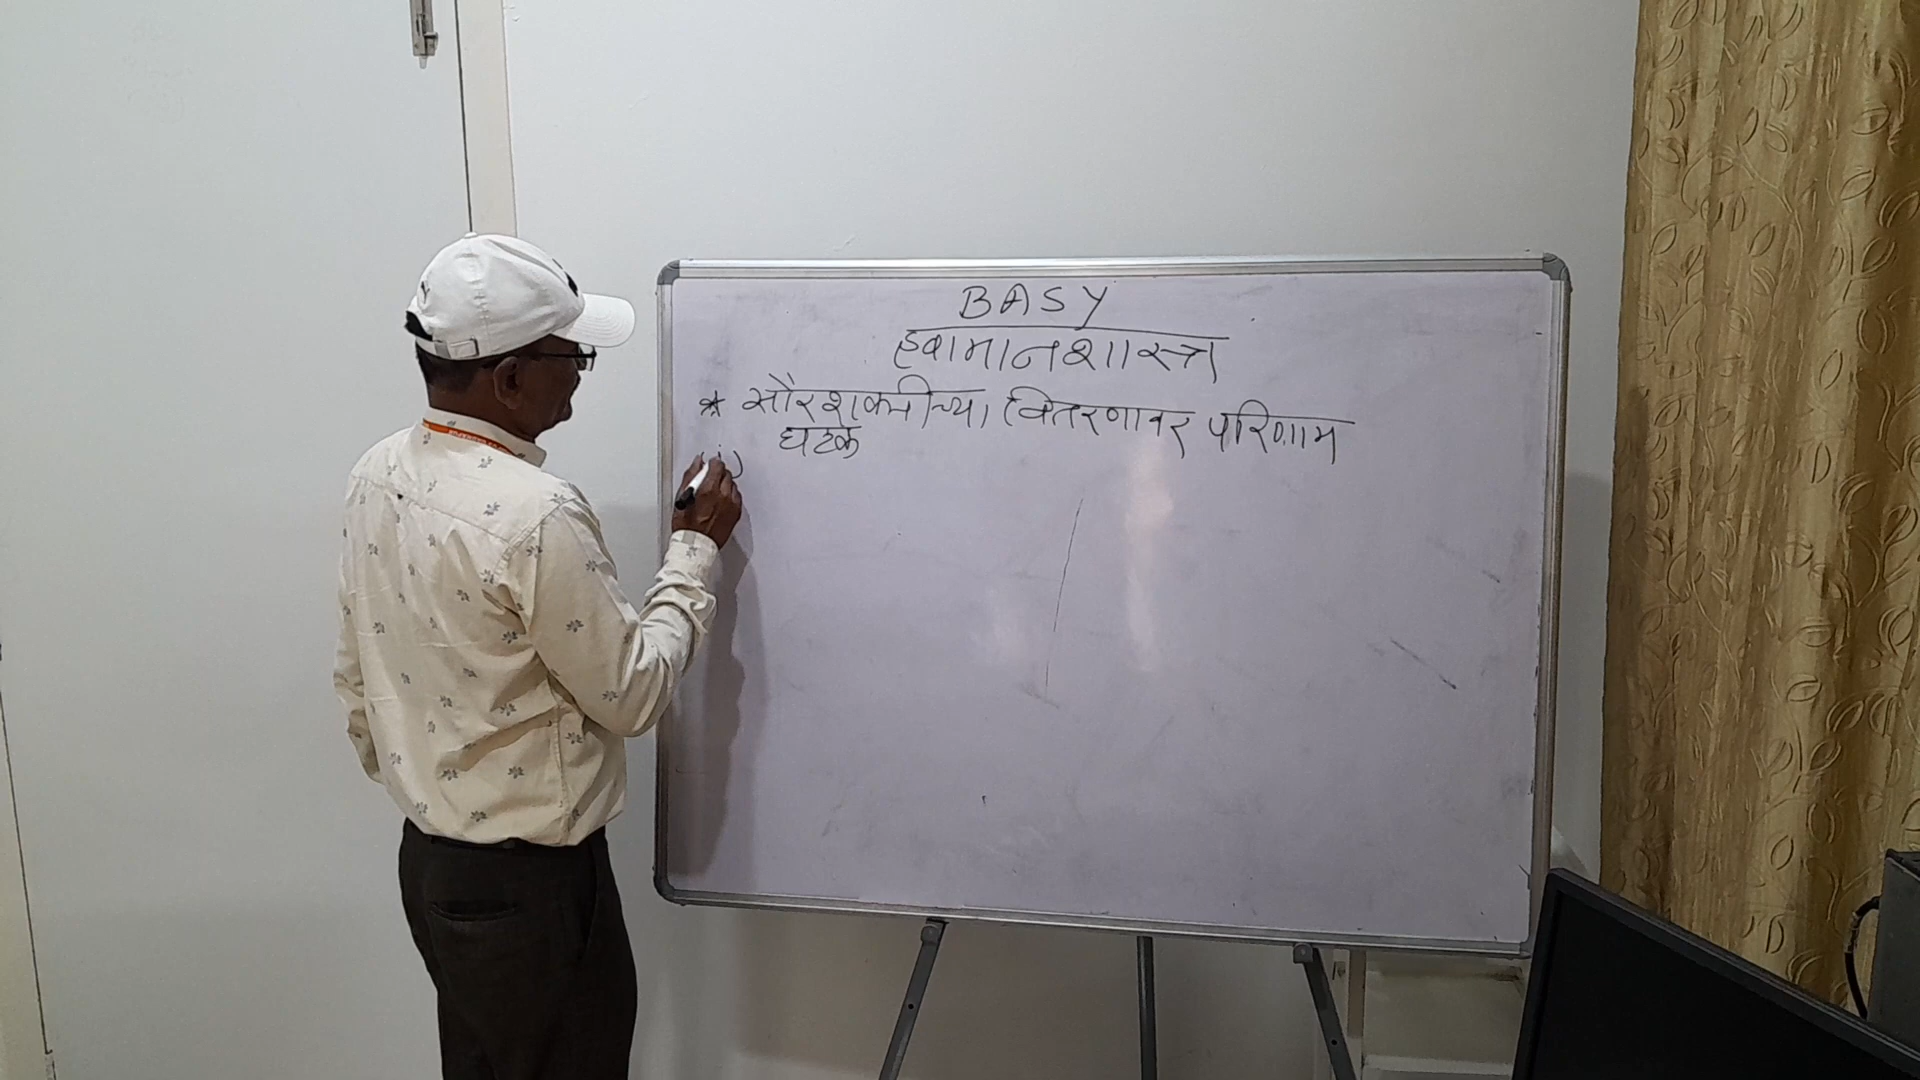 BASY
हवामानशास्त्र
* सौरशक्तीच्या वितरणावर परिणाम
घटक
i)